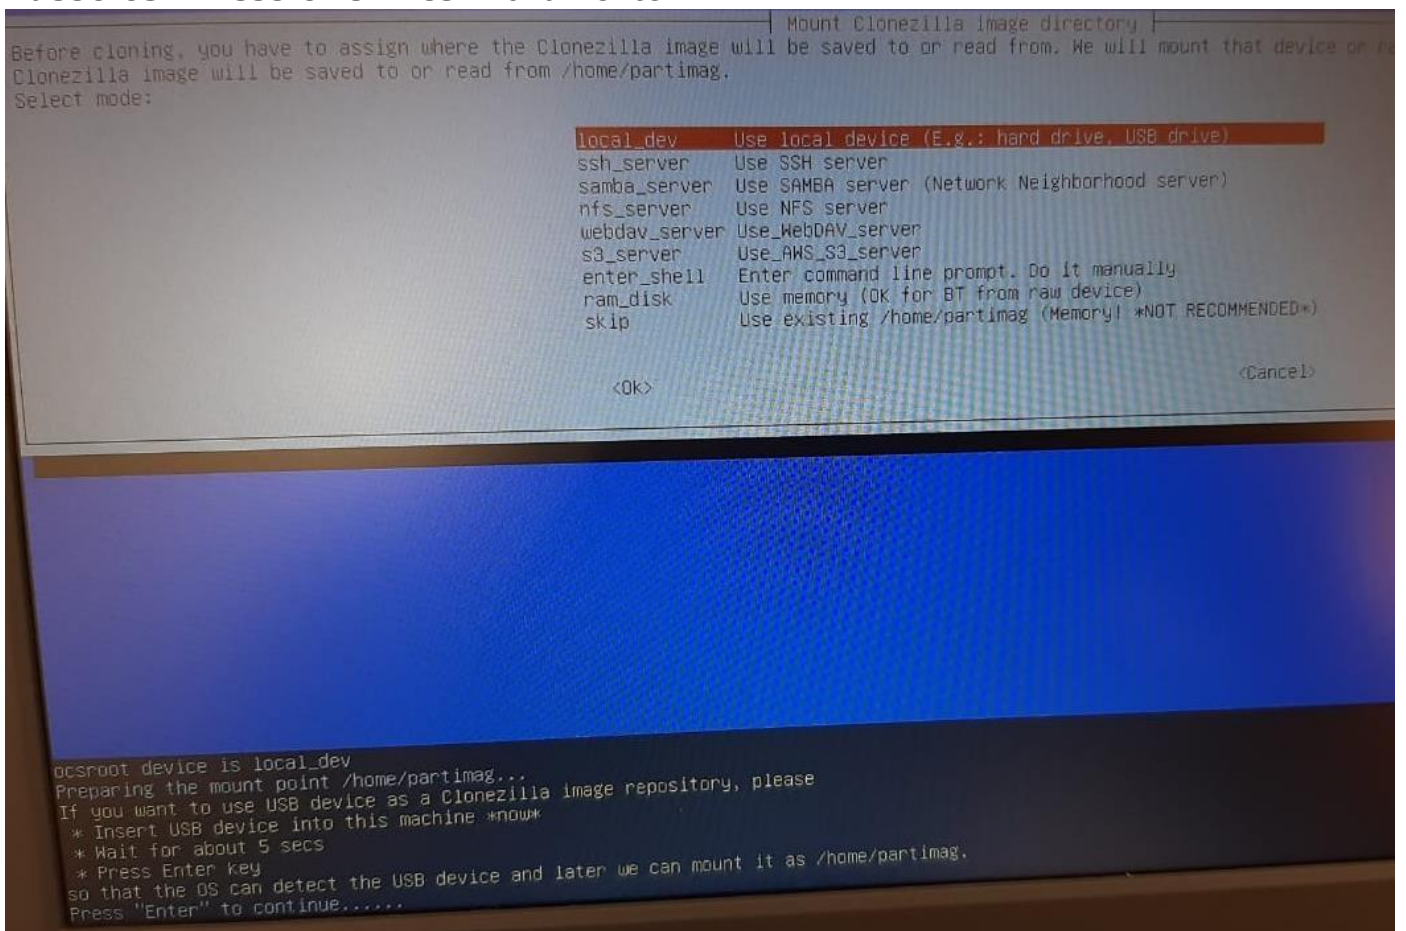 Mount Clonezilla image directory
Before cloning, you have to assign where the Clonezilla image will be saved to or read from. We will mount that device or
Clonezilla image will be saved to or read from /home/partimag.
Select mode:
local_dev Use local device (E.g.: hard drive, USB drive)
ssh_server Use SSH server
samba_server Use SAMBA server (Network Neighborhood server)
nfs_server Use NFS server
webdav_server Use_WebDAV_server
s3_server Use_AWS_S3_server
enter_shell Enter command line prompt. Do it manually
ram_disk Use memory (OK for BT from raw device)
skip Use existing /home/partimag (Memory! *NOT RECOMMENDED*)
<Ok> <Cancel>
ocsroot device is local_dev
Preparing the mount point /home/partimag...
If you want to use USB device as a Clonezilla image repository, please
* Insert USB device into this machine *now*
* Wait for about 5 secs
* Press Enter key
so that the OS can detect the USB device and later we can mount it as /home/partimag.
Press "Enter" to continue......